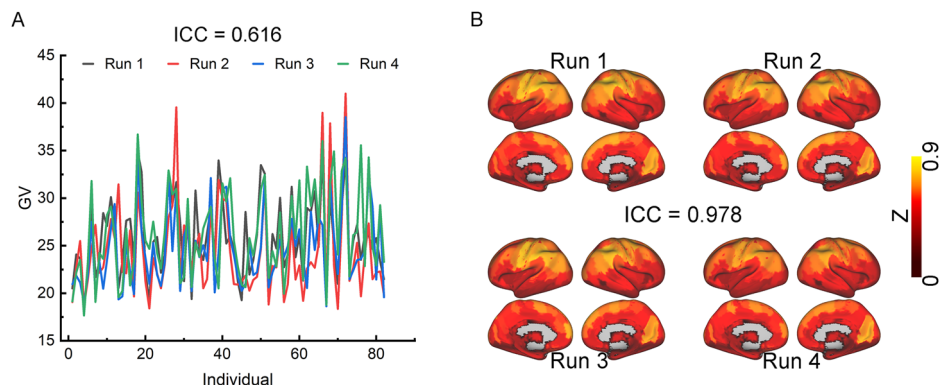 A
ICC = 0.616
45
40
35
30
25
20
15
GV
Run 1
Run 2
Run 3
Run 4
0
20
40
60
80
Individual
B
Run 1
Run 2
ICC = 0.978
Run 3
Run 4
0.9
Z
0